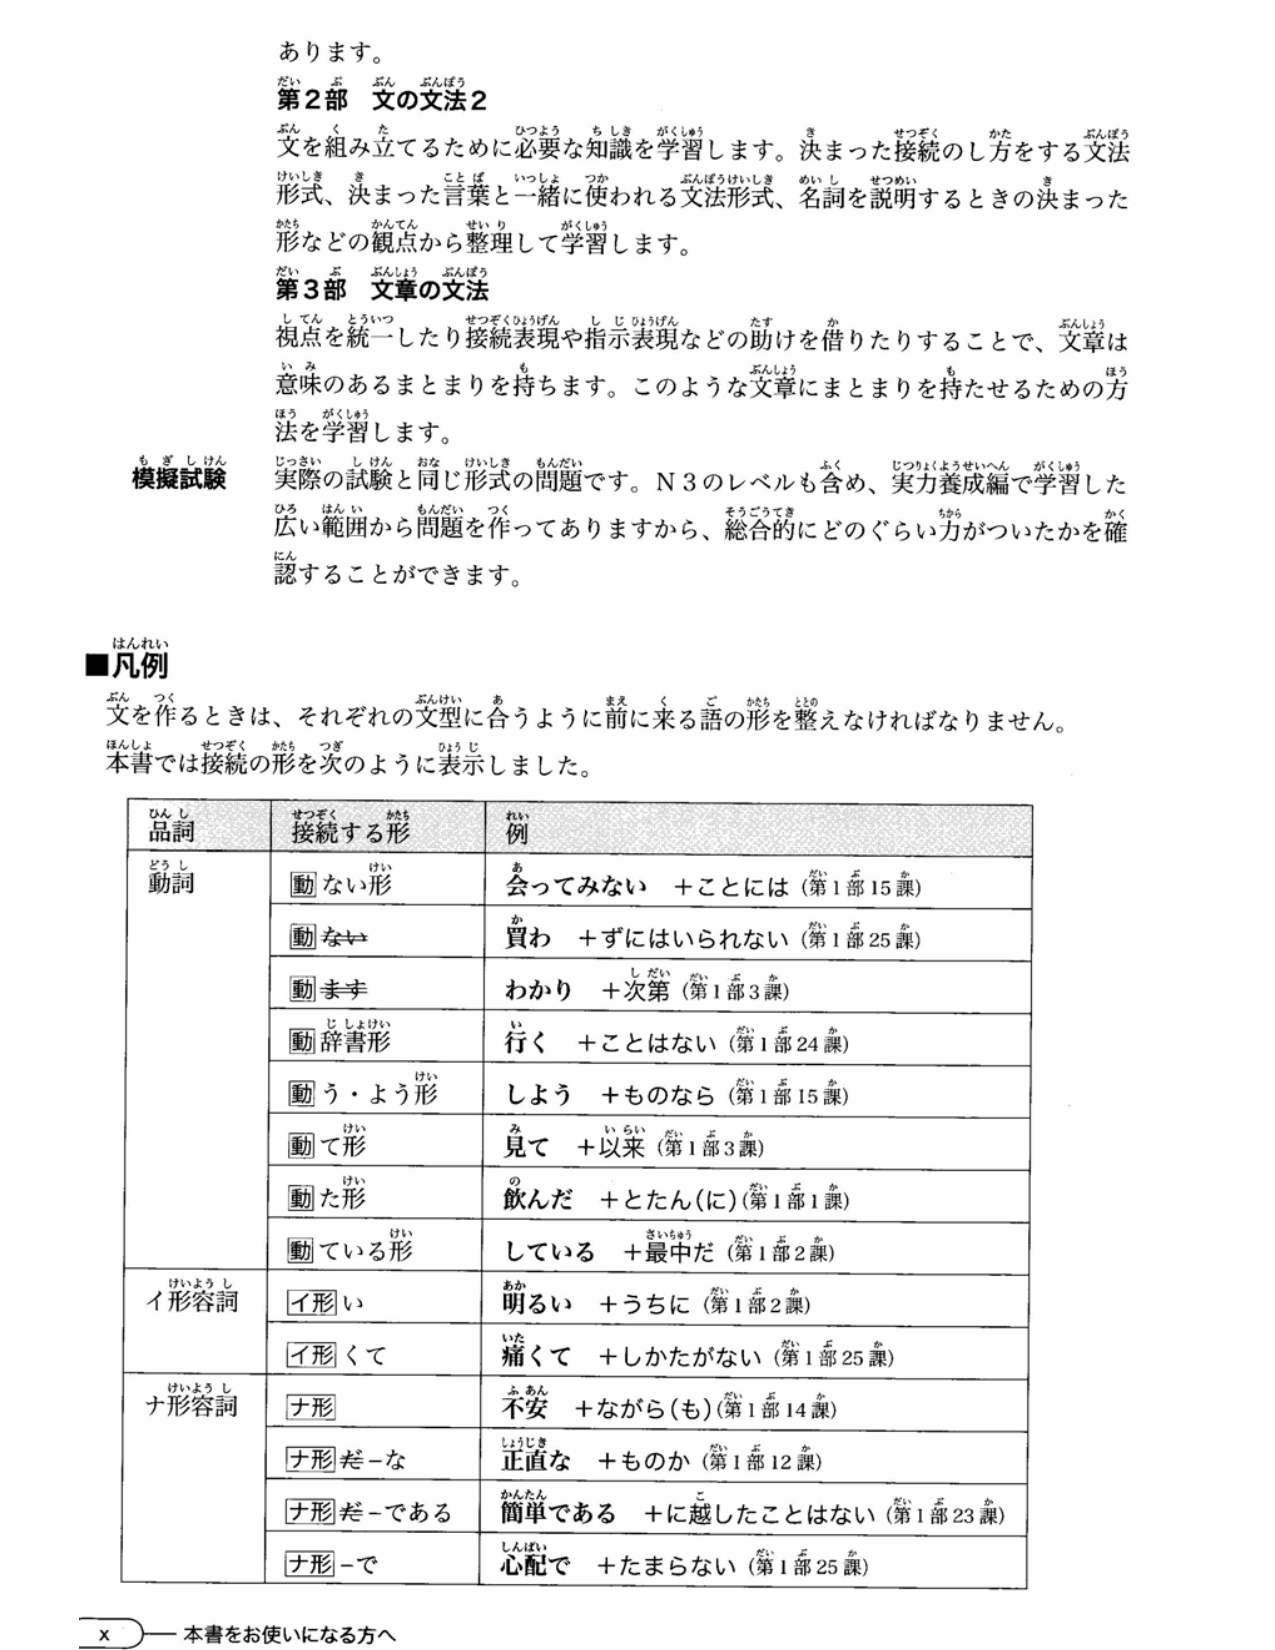 あります。
第2部　文の文法2
文を組み立てるために必要な知識を学習します。決まった接続のし方をする文法
形式、決まった言葉と一緒に使われる文法形式、名詞を説明するときの決まった
形などの観点から整理して学習します。
第3部　文章の文法
視点を統一したり接続表現や指示表現などの助けを借りたりすることで、文章は
意味のあるまとまりを持ちます。このような文章にまとまりを持たせるための方
法を学習します。
模擬試験　実際の試験と同じ形式の問題です。N3のレベルも含め、実力養成編で学習した
広い範囲から問題を作ってありますから、総合的にどのぐらい力がついたかを確
認することができます。
■凡例
文を作るときは、それぞれの文型に合うように前に来る語の形を整えなければなりません。
本書では接続の形を次のように表示しました。
品詞　接続する形　例
動詞　動ない形　会ってみない　+ことには（第1部15課）
動ない　買わ　+ずにはいられない（第1部25課）
動ます　わかり　+次第（第1部3課）
動辞書形　行く　+ことはない（第1部24課）
動う・よう形　しよう　+ものなら（第1部15課）
動て形　見て　+以来（第1部3課）
動た形　飲んだ　+とたん（に）（第1部1課）
動ている形　している　+最中だ（第1部2課）
イ形容詞　イ形い　明るい　+うちに（第1部2課）
イ形くて　痛くて　+しかたがない（第1部25課）
ナ形容詞　ナ形　不安　+ながら（も）（第1部14課）
ナ形だ-な　正直な　+ものか（第1部12課）
ナ形だ-である　簡単である　+に越したことはない（第1部23課）
ナ形-で　心配で　+たまらない（第1部25課）
x　本書をお使いになる方へ